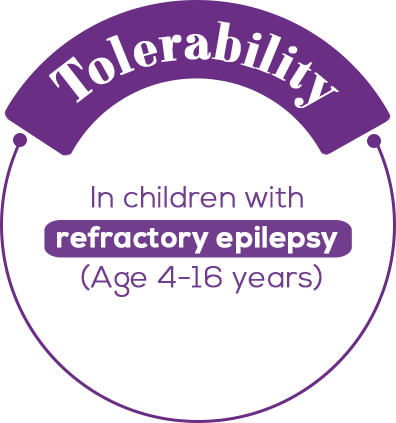 Tolerability
In children with
refractory epilepsy
(Age 4-16 years)